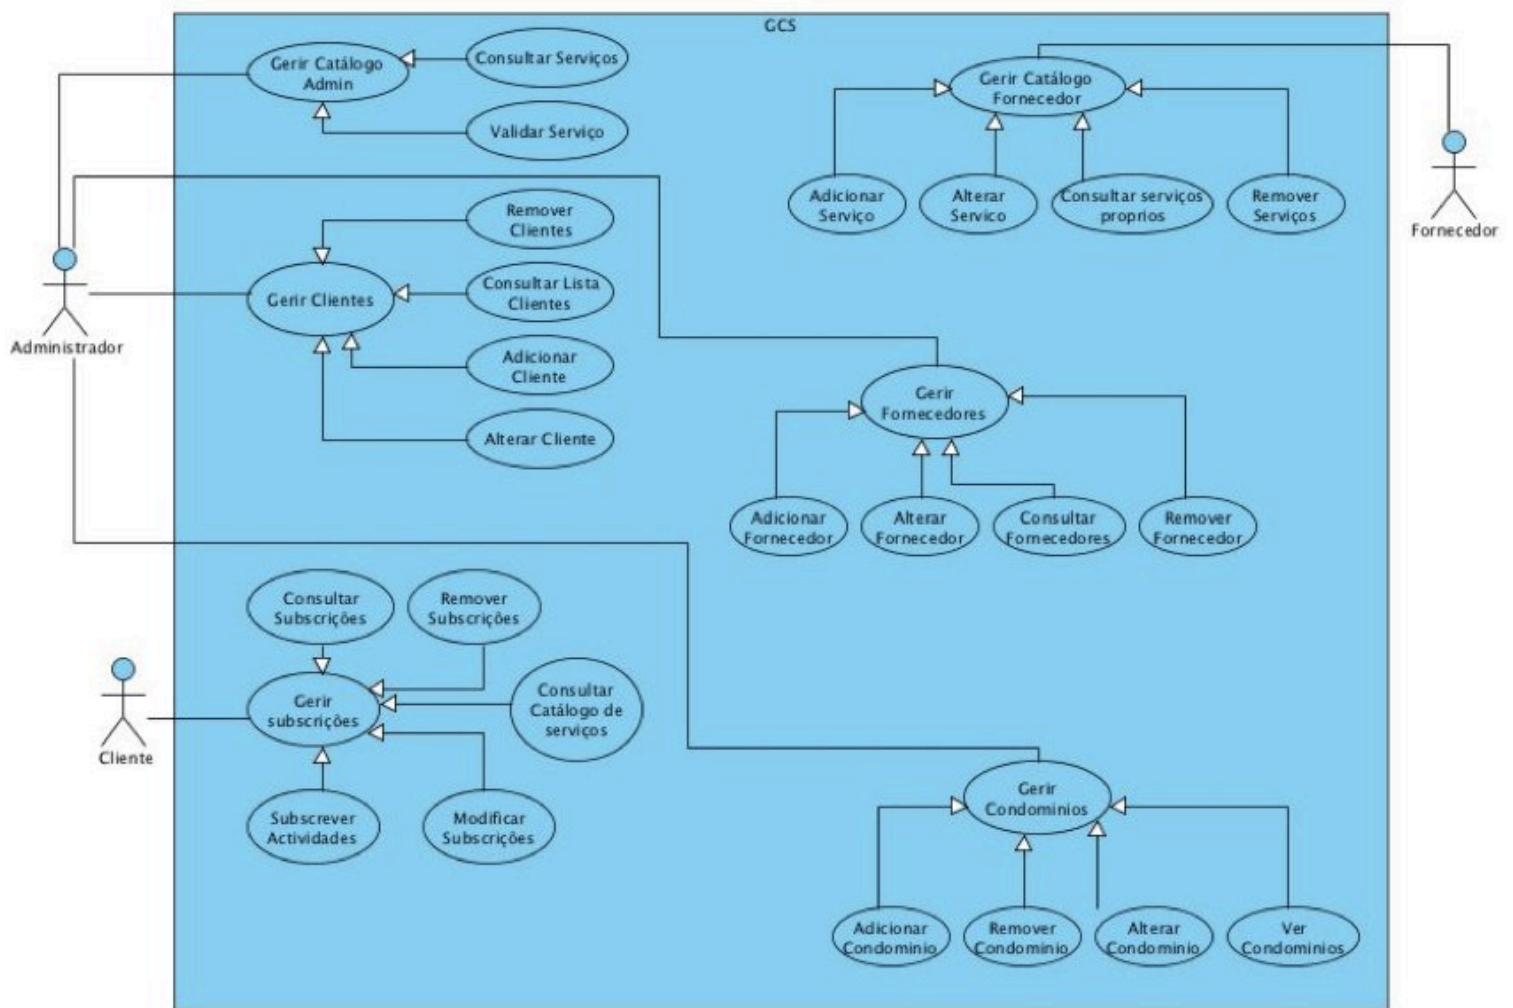 GCS
Gerir Catálogo
Admin
Consultar Serviços
Validar Serviço
Gerir Catálogo
Fornecedor
Adicionar
Serviço
Alterar
Servico
Consultar serviços
proprios
Remover
Serviços
Fornecedor
Administrador
Remover
Clientes
Gerir Clientes
Consultar Lista
Clientes
Adicionar
Cliente
Alterar Cliente
Gerir
Fornecedores
Adicionar
Fornecedor
Alterar
Fornecedor
Consultar
Fornecedores
Remover
Fornecedor
Consultar
Subscrições
Remover
Subscrições
Gerir
subscrições
Consultar
Catálogo de
serviços
Cliente
Subscrever
Actividades
Modificar
Subscrições
Gerir
Condominios
Adicionar
Condominio
Remover
Condominio
Alterar
Condominio
Ver
Condominios